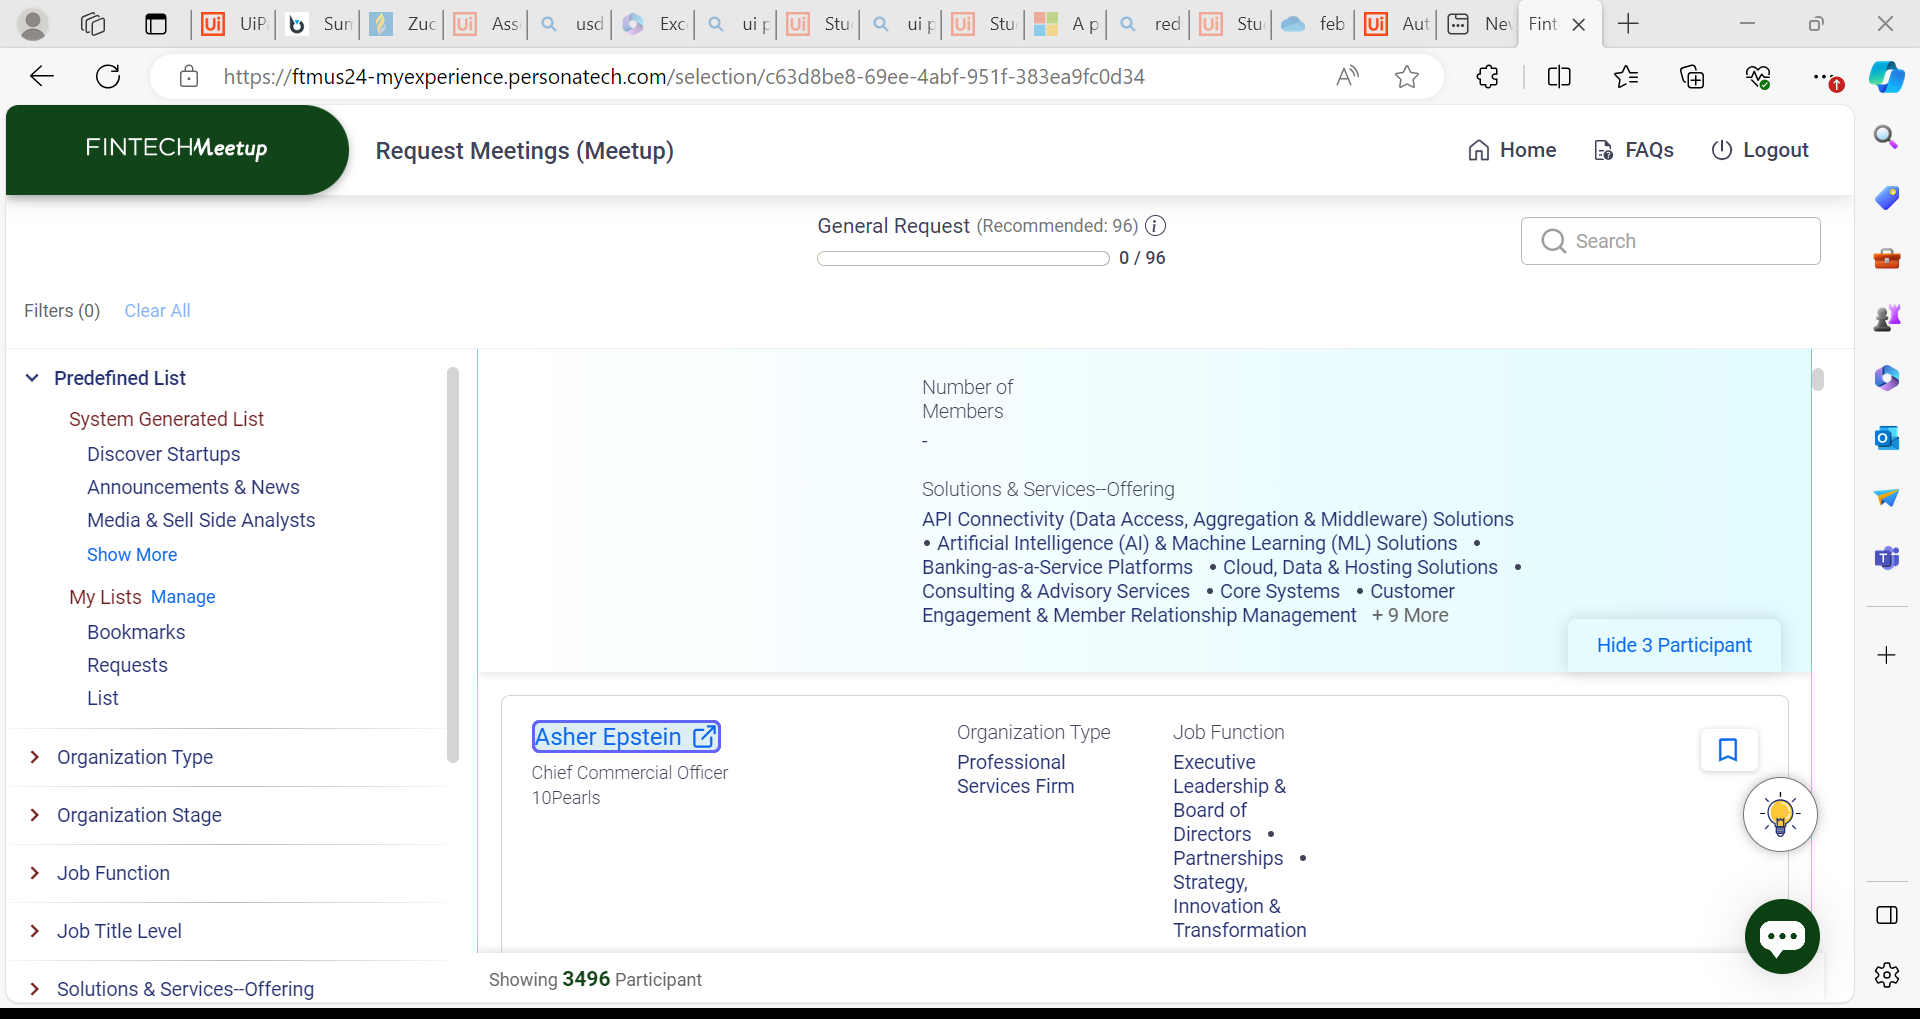 UiP
Sum
Zuc
Ass
usd
Exc
ui p
Stu
ui p
Stu
A p
red
Stu
feb
Aut
Nev
Fint
https://ftmus24-myexperience.personatech.com/selection/c63d8be8-69ee-4abf-951f-383ea9fc0d34
FINTECHMeetup
Request Meetings (Meetup)
Home
FAQs
Logout
General Request (Recommended: 96)
0 / 96
Search
Filters (0) Clear All
Predefined List
System Generated List
Discover Startups
Announcements & News
Media & Sell Side Analysts
Show More
My Lists Manage
Bookmarks
Requests
List
Organization Type
Organization Stage
Job Function
Job Title Level
Solutions & Services--Offering
Number of
Members
-
Solutions & Services--Offering
API Connectivity (Data Access, Aggregation & Middleware) Solutions
• Artificial Intelligence (AI) & Machine Learning (ML) Solutions •
Banking-as-a-Service Platforms • Cloud, Data & Hosting Solutions •
Consulting & Advisory Services • Core Systems • Customer
Engagement & Member Relationship Management + 9 More
Hide 3 Participant
Asher Epstein
Chief Commercial Officer
10Pearls
Organization Type
Professional
Services Firm
Job Function
Executive
Leadership &
Board of
Directors •
Partnerships •
Strategy,
Innovation &
Transformation
Showing 3496 Participant